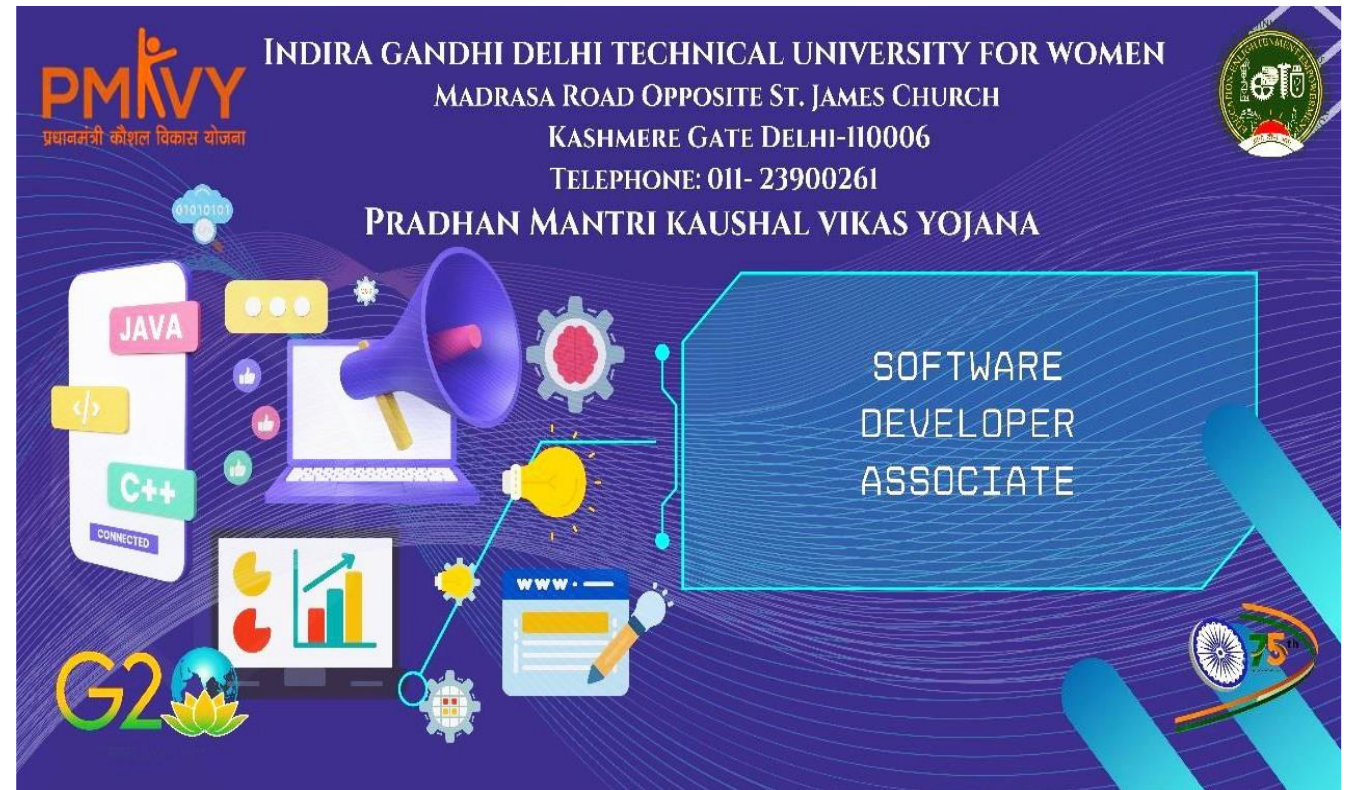 INDIRA GANDHI DELHI TECHNICAL UNIVERSITY FOR WOMEN
MADRASA ROAD OPPOSITE ST. JAMES CHURCH
KASHMERE GATE DELHI-110006
TELEPHONE: 011- 23900261
PRADHAN MANTRI KAUSHAL VIKAS YOJANA
PMKVY
प्रधानमंत्री कौशल विकास योजना
01010101
JAVA
</>
C++
CONNECTED
SOFTWARE
DEVELOPER
ASSOCIATE
www.
G20
75th